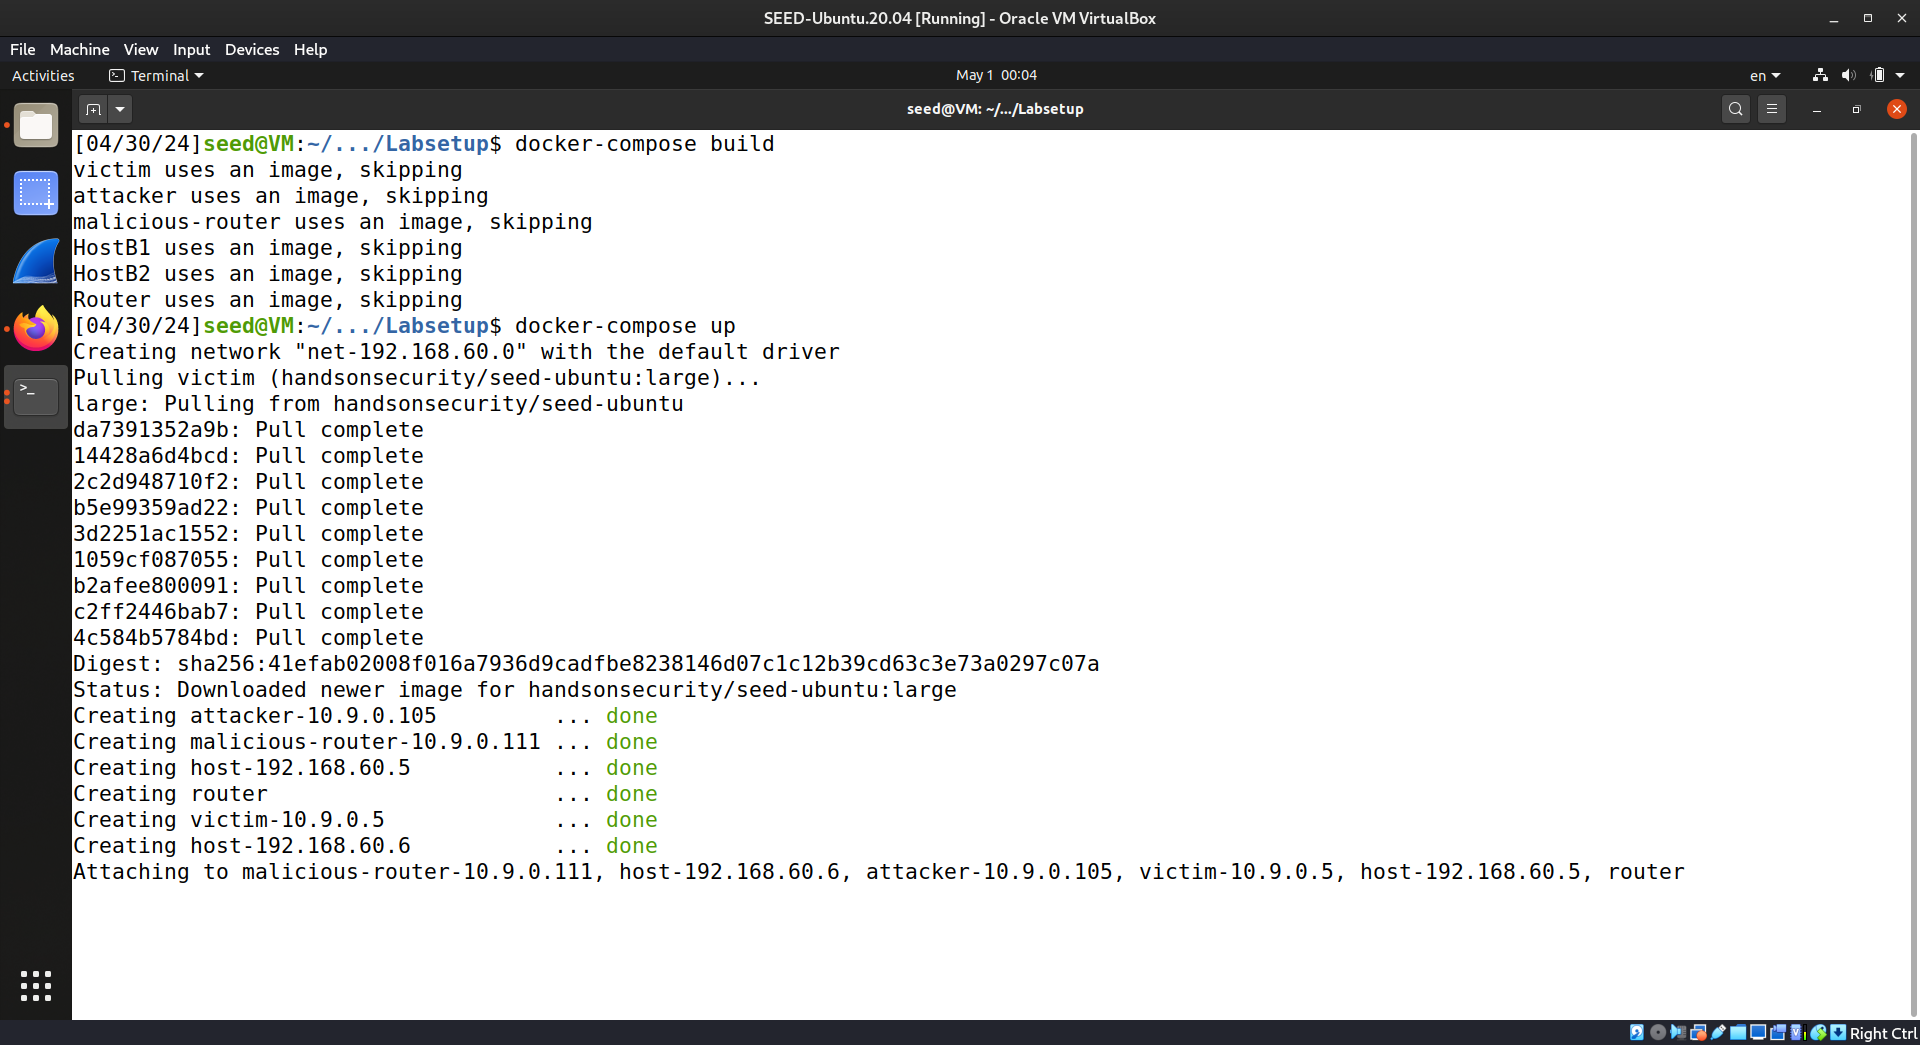 SEED-Ubuntu.20.04 [Running] - Oracle VM VirtualBox
File Machine View Input Devices Help
Activities Terminal May 1 00:04 en
seed@VM: ~/.../Labsetup
[04/30/24]seed@VM:~/.../Labsetup$ docker-compose build
victim uses an image, skipping
attacker uses an image, skipping
malicious-router uses an image, skipping
HostB1 uses an image, skipping
HostB2 uses an image, skipping
Router uses an image, skipping
[04/30/24]seed@VM:~/.../Labsetup$ docker-compose up
Creating network "net-192.168.60.0" with the default driver
Pulling victim (handsonsecurity/seed-ubuntu:large)...
large: Pulling from handsonsecurity/seed-ubuntu
da7391352a9b: Pull complete
14428a6d4bcd: Pull complete
2c2d948710f2: Pull complete
b5e99359ad22: Pull complete
3d2251ac1552: Pull complete
1059cf087055: Pull complete
b2afee800091: Pull complete
c2ff2446bab7: Pull complete
4c584b5784bd: Pull complete
Digest: sha256:41efab02008f016a7936d9cadfbe8238146d07c1c12b39cd63c3e73a0297c07a
Status: Downloaded newer image for handsonsecurity/seed-ubuntu:large
Creating attacker-10.9.0.105 ... done
Creating malicious-router-10.9.0.111 ... done
Creating host-192.168.60.5 ... done
Creating router ... done
Creating victim-10.9.0.5 ... done
Creating host-192.168.60.6 ... done
Attaching to malicious-router-10.9.0.111, host-192.168.60.6, attacker-10.9.0.105, victim-10.9.0.5, host-192.168.60.5, router
Right Ctrl